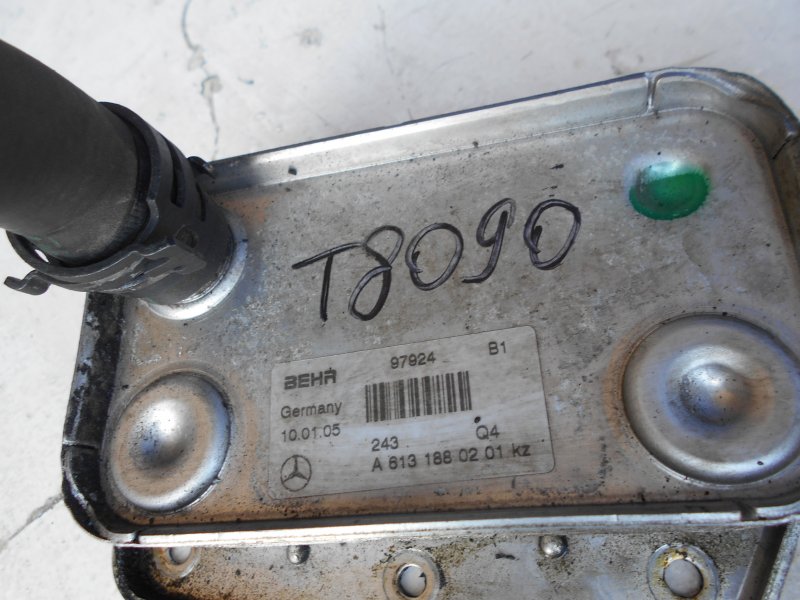 T8090
97924 B1
BEHR
Germany
10.01.05
243 Q4
A 613 188 02 01 kz